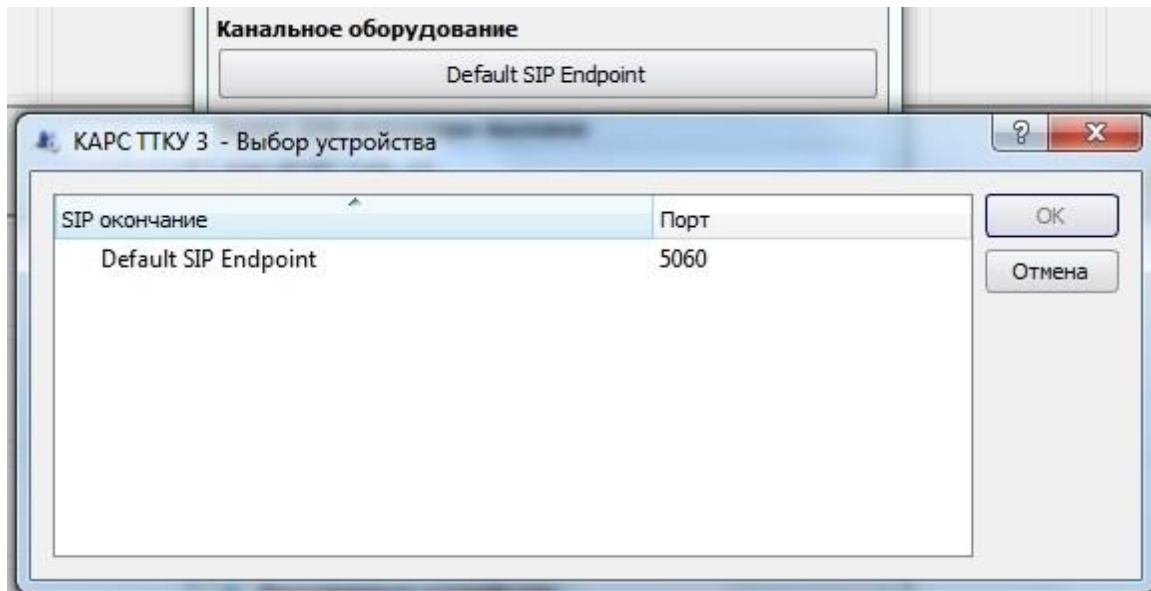 Канальное оборудование
Default SIP Endpoint
КАРС ТТКУ 3 - Выбор устройства
SIP окончание Порт
Default SIP Endpoint 5060
OK
Отмена